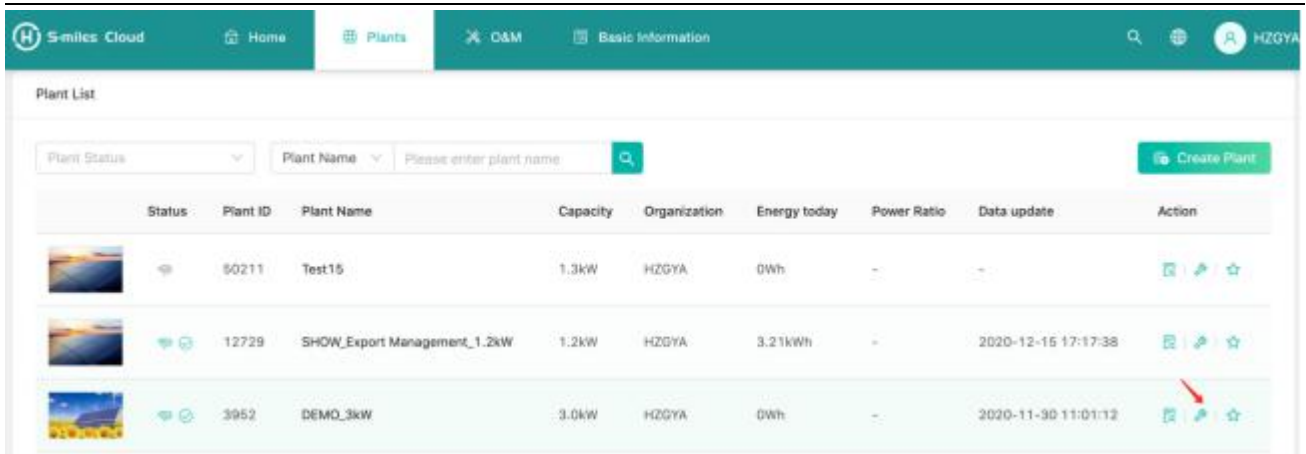 H S-miles Cloud Home Plants O&M Basic Information HZGYA
Plant List
Plant Status Plant Name Please enter plant name Create Plant
Status Plant ID Plant Name Capacity Organization Energy today Power Ratio Data update Action
50211 Test15 1.3kW HZGYA 0Wh - -
12729 SHOW_Export Management_1.2kW 1.2kW HZGYA 3.21kWh - 2020-12-15 17:17:38
3952 DEMO_3kW 3.0kW HZGYA 0Wh - 2020-11-30 11:01:12